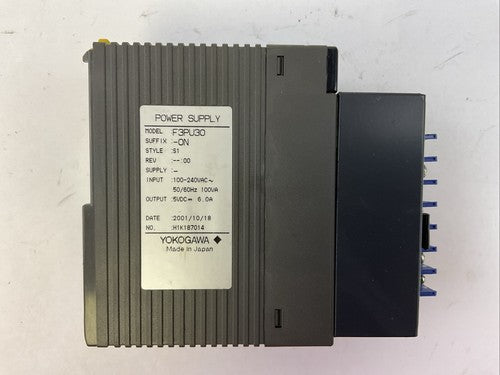 POWER SUPPLY
MODEL :F3PU30
SUFFIX :-0N
STYLE :S1
REV :--:00
SUPPLY :-
INPUT :100-240VAC~
50/60Hz 100VA
OUTPUT :5VDC⎓ 6.0A
DATE :2001/10/18
NO. :H1K187014
YOKOGAWA ◆
Made in Japan